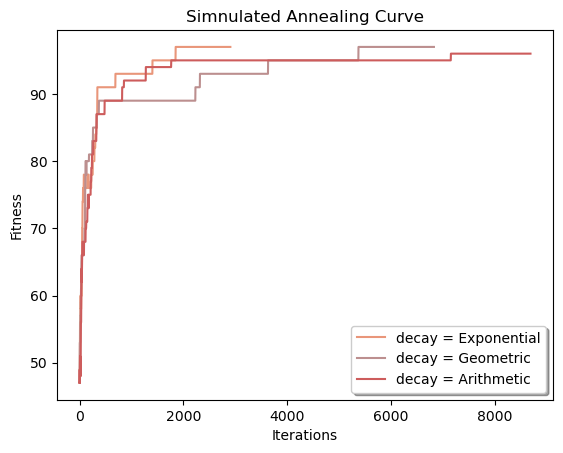 Simnulated Annealing Curve
Fitness
90
80
70
60
50
decay = Exponential
decay = Geometric
decay = Arithmetic
0 2000 4000 6000 8000
Iterations